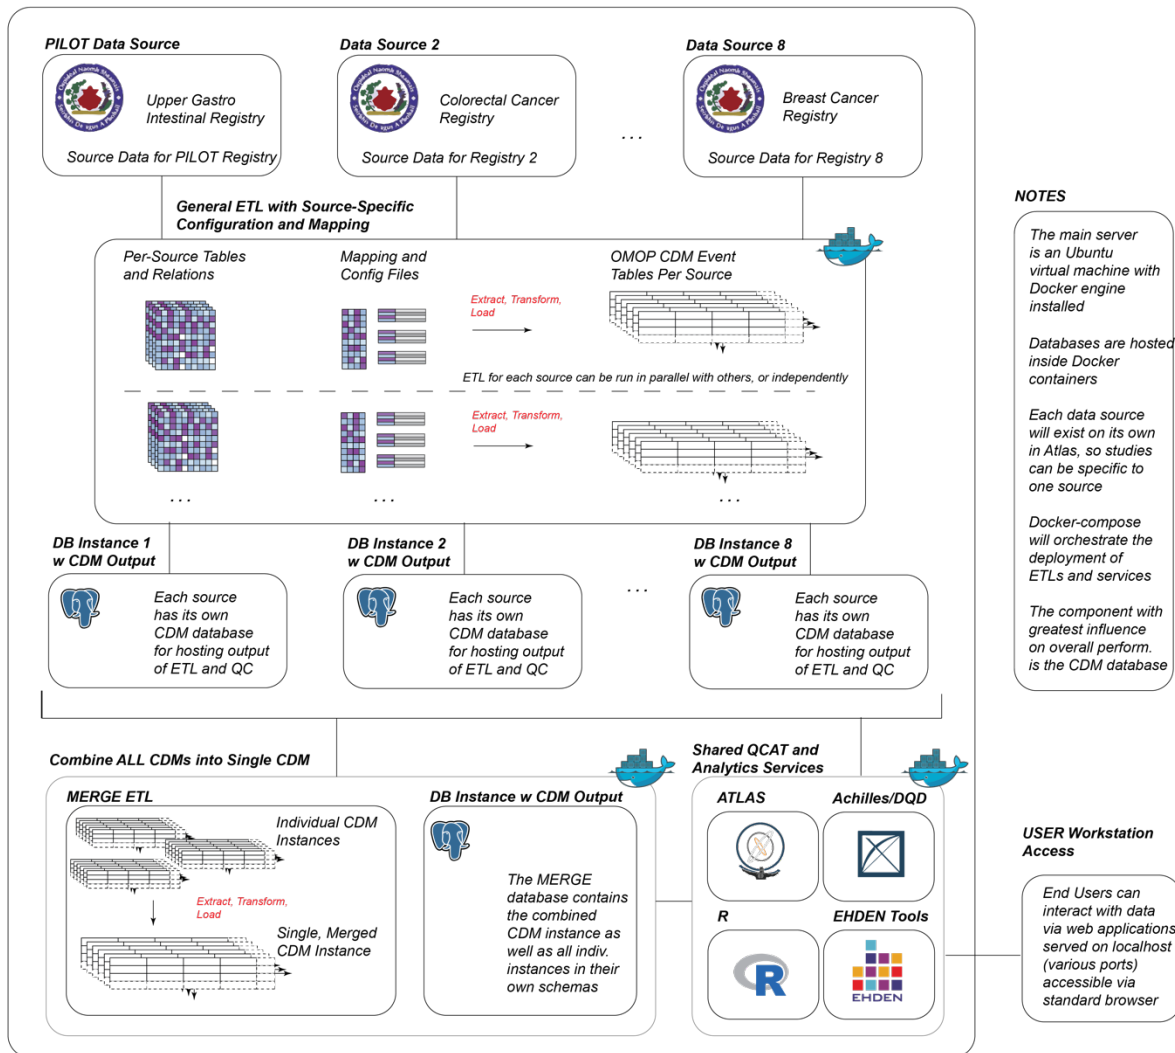 PILOT Data Source
Upper Gastro
Intestinal Registry
Source Data for PILOT Registry
Data Source 2
Colorectal Cancer
Registry
Source Data for Registry 2
...
Data Source 8
Breast Cancer
Registry
Source Data for Registry 8
General ETL with Source-Specific
Configuration and Mapping
Per-Source Tables
and Relations
Mapping and
Config Files
OMOP CDM Event
Tables Per Source
Extract, Transform,
Load
ETL for each source can be run in parallel with others, or independently
Extract, Transform,
Load
...
...
...
DB Instance 1
w CDM Output
Each source
has its own
CDM database
for hosting output
of ETL and QC
DB Instance 2
w CDM Output
Each source
has its own
CDM database
for hosting output
of ETL and QC
...
DB Instance 8
w CDM Output
Each source
has its own
CDM database
for hosting output
of ETL and QC
Combine ALL CDMs into Single CDM
MERGE ETL
Individual CDM
Instances
Extract, Transform,
Load
Single, Merged
CDM Instance
DB Instance w CDM Output
The MERGE
database contains
the combined
CDM instance as
well as all indiv.
instances in their
own schemas
Shared QCAT and
Analytics Services
ATLAS
Achilles/DQD
R
R
EHDEN Tools
EHDEN
NOTES
The main server
is an Ubuntu
virtual machine with
Docker engine
installed
Databases are hosted
inside Docker
containers
Each data source
will exist on its own
in Atlas, so studies
can be specific to
one source
Docker-compose
will orchestrate the
deployment of
ETLs and services
The component with
greatest influence
on overall perform.
is the CDM database
USER Workstation
Access
End Users can
interact with data
via web applications
served on localhost
(various ports)
accessible via
standard browser